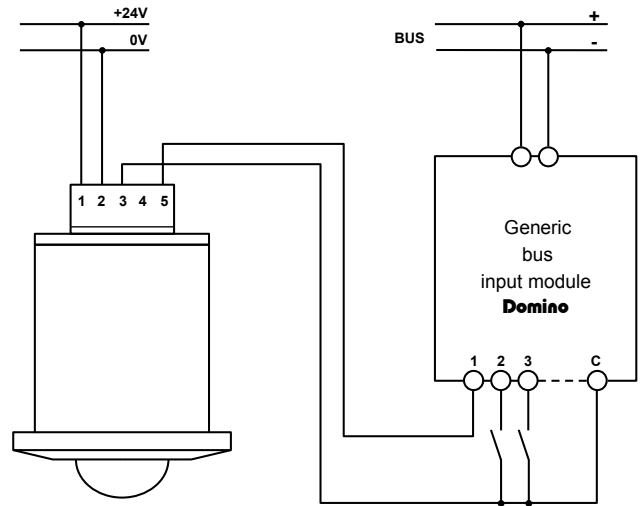 +24V
0V
BUS
+
-
1 2 3 4 5
Generic
bus
input module
Domino
1 2 3 C